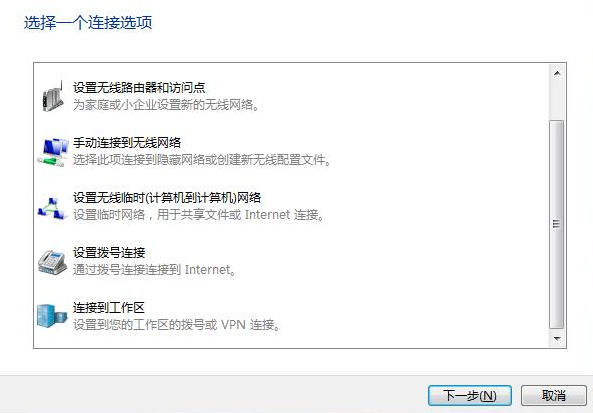 选择一个连接选项
设置无线路由器和访问点
为家庭或小企业设置新的无线网络。
手动连接到无线网络
选择此项连接到隐藏网络或创建新无线配置文件。
设置无线临时(计算机到计算机)网络
设置临时网络，用于共享文件或 Internet 连接。
设置拨号连接
通过拨号连接连接到 Internet。
连接到工作区
设置到您的工作区的拨号或 VPN 连接。
下一步(N) 取消